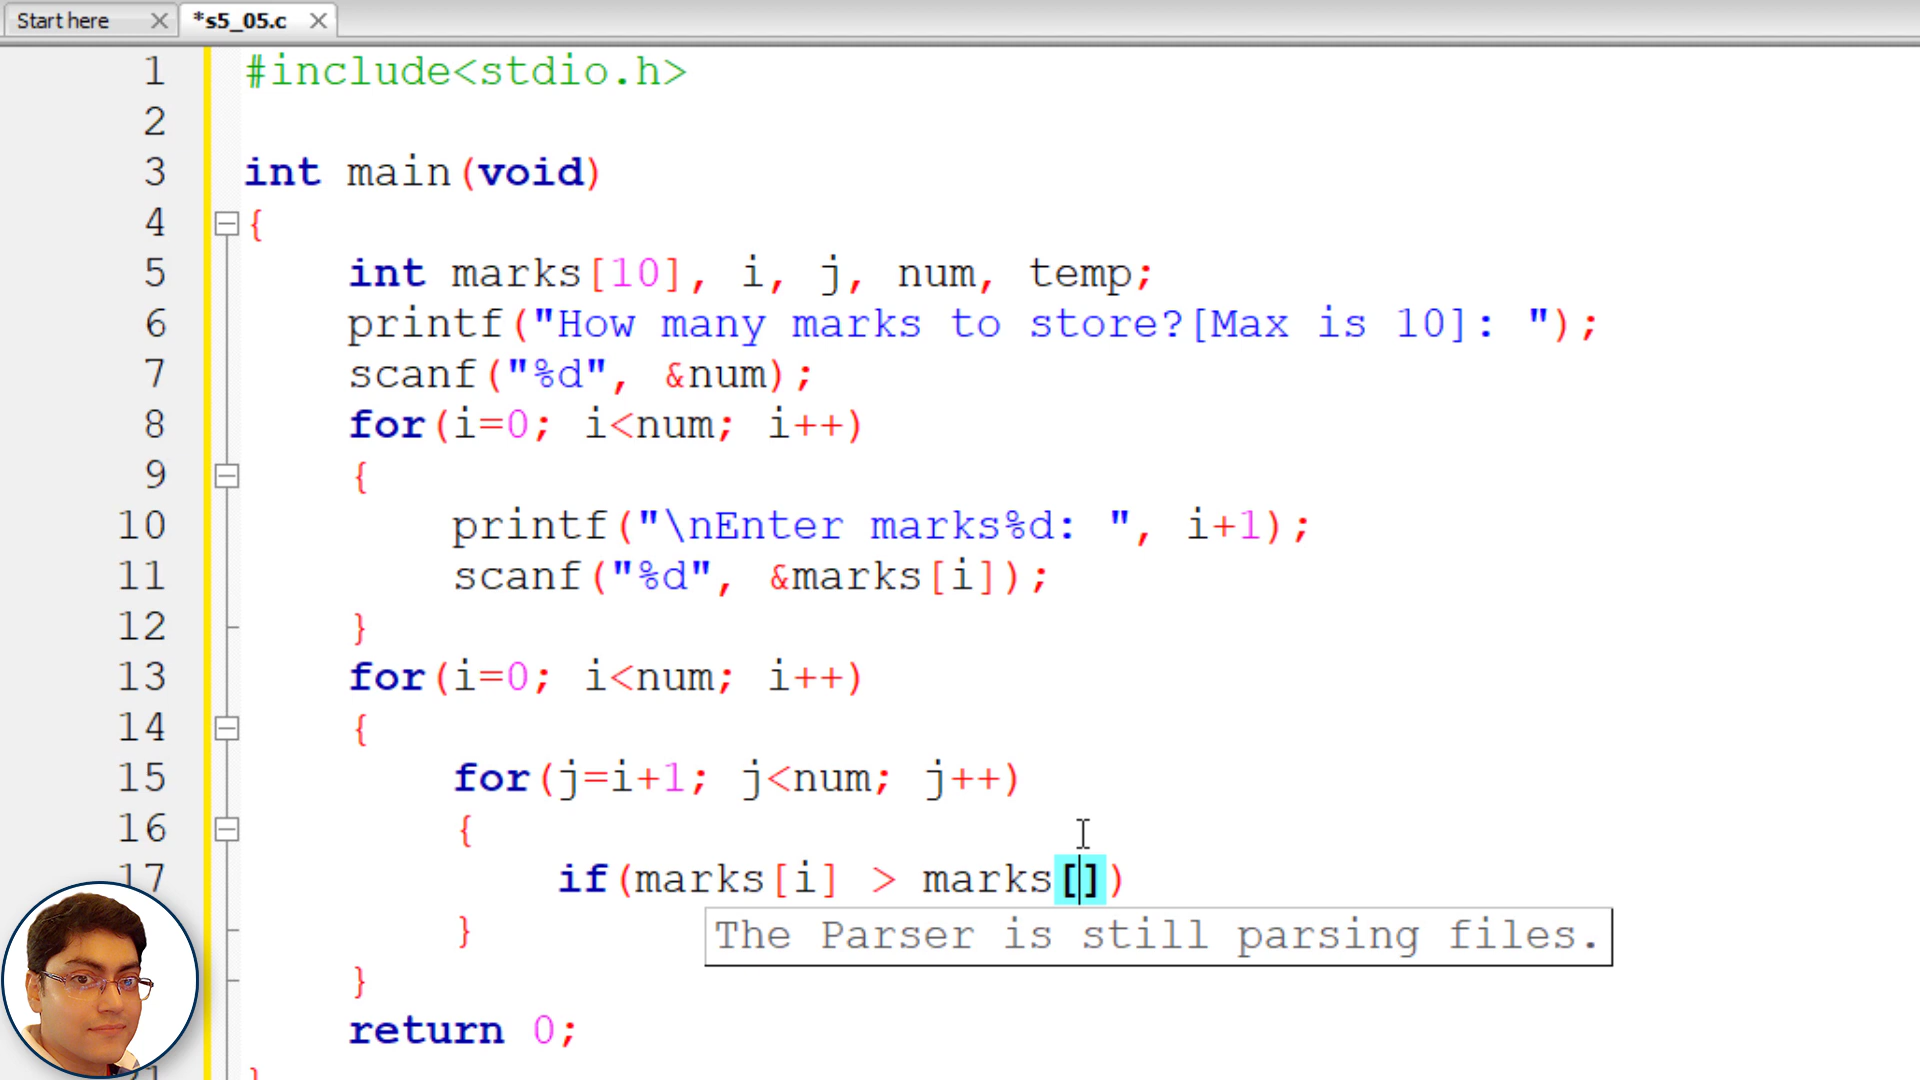 Start here
*s5_05.c
1 #include<stdio.h>
2
3 int main(void)
4 {
5 int marks[10], i, j, num, temp;
6 printf("How many marks to store?[Max is 10]: ");
7 scanf("%d", &num);
8 for(i=0; i<num; i++)
9 {
10 printf("\nEnter marks%d: ", i+1);
11 scanf("%d", &marks[i]);
12 }
13 for(i=0; i<num; i++)
14 {
15 for(j=i+1; j<num; j++)
16 {
17 if(marks[i] > marks[])
}
The Parser is still parsing files.
}
return 0;
}